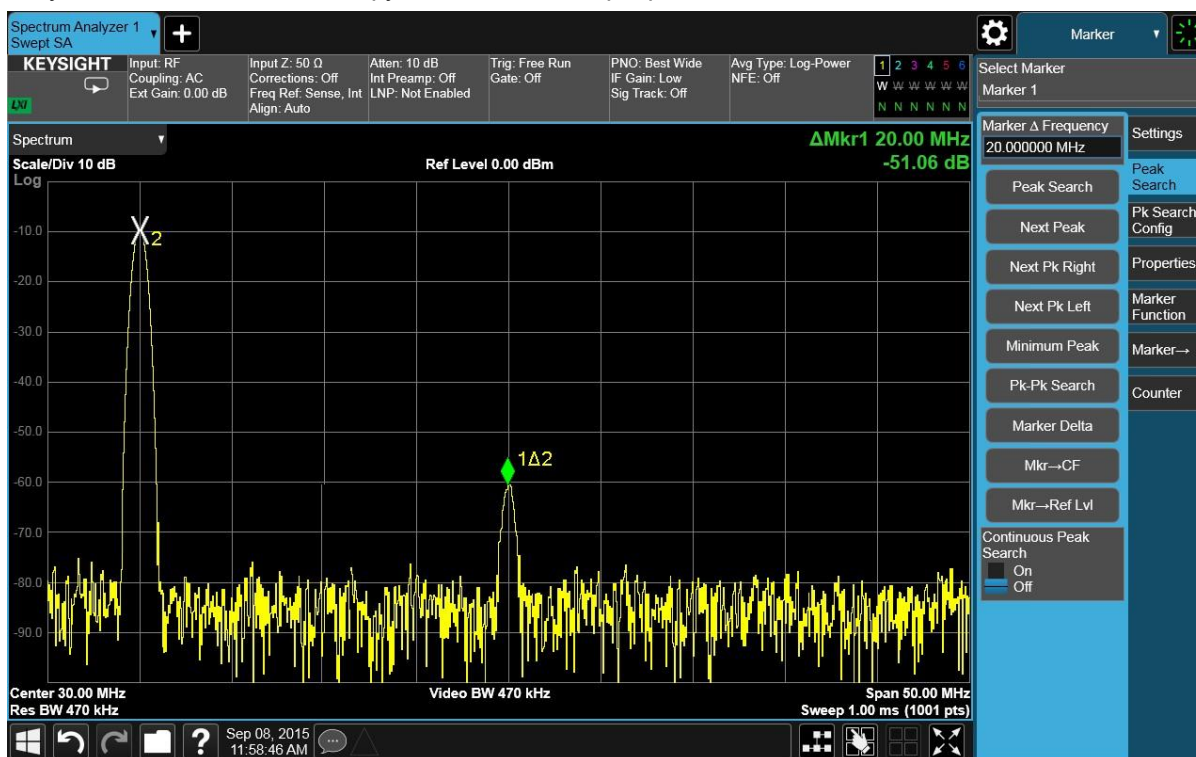 Spectrum Analyzer 1
Swept SA
Marker
KEYSIGHT
LXI
Input: RF
Coupling: AC
Ext Gain: 0.00 dB
Input Z: 50 Ω
Corrections: Off
Freq Ref: Sense, Int
Align: Auto
Atten: 10 dB
Int Preamp: Off
LNP: Not Enabled
Trig: Free Run
Gate: Off
PNO: Best Wide
IF Gain: Low
Sig Track: Off
Avg Type: Log-Power
NFE: Off
1 2 3 4 5 6
W W W W W W
N N N N N N
Select Marker
Marker 1
Spectrum
ΔMkr1 20.00 MHz
-51.06 dB
Scale/Div 10 dB
Ref Level 0.00 dBm
Log
-10.0
-20.0
-30.0
-40.0
-50.0
-60.0
-70.0
-80.0
-90.0
2
1Δ2
Center 30.00 MHz
Res BW 470 kHz
Video BW 470 kHz
Span 50.00 MHz
Sweep 1.00 ms (1001 pts)
Marker Δ Frequency
20.000000 MHz
Peak Search
Next Peak
Next Pk Right
Next Pk Left
Minimum Peak
Pk-Pk Search
Marker Delta
Mkr→CF
Mkr→Ref Lvl
Continuous Peak
Search
On
Off
Settings
Peak
Search
Pk Search
Config
Properties
Marker
Function
Marker→
Counter
?
Sep 08, 2015
11:58:46 AM